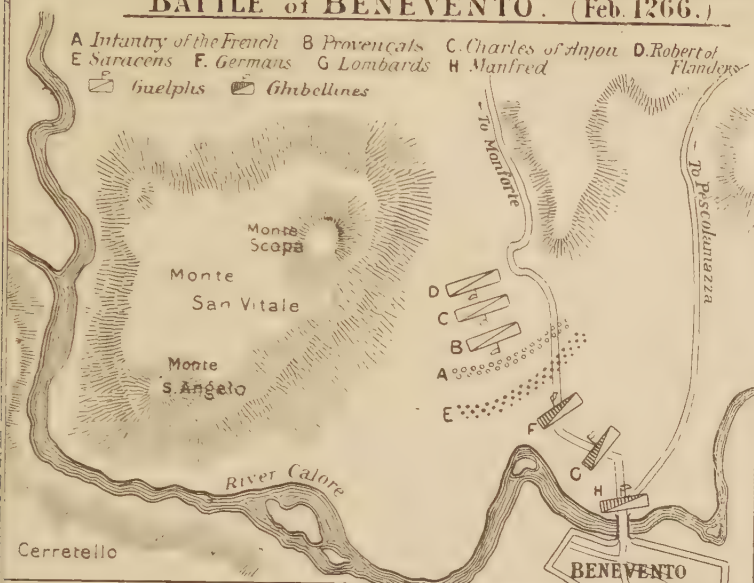 BATTLE of BENEVENTO. (Feb. 1266.)
A Infantry of the French B Provençals C. Charles of Anjou D. Robert of
Flanders
E Saracens F. Germans G Lombards H Manfred
Guelphs Ghibellines
To Monforte
To Pescolamazza
Monte
Scopa
Monte
San Vitale
Monte
S. Angelo
D
C
B
A
E
F
G
H
River Calore
Cerretello
BENEVENTO